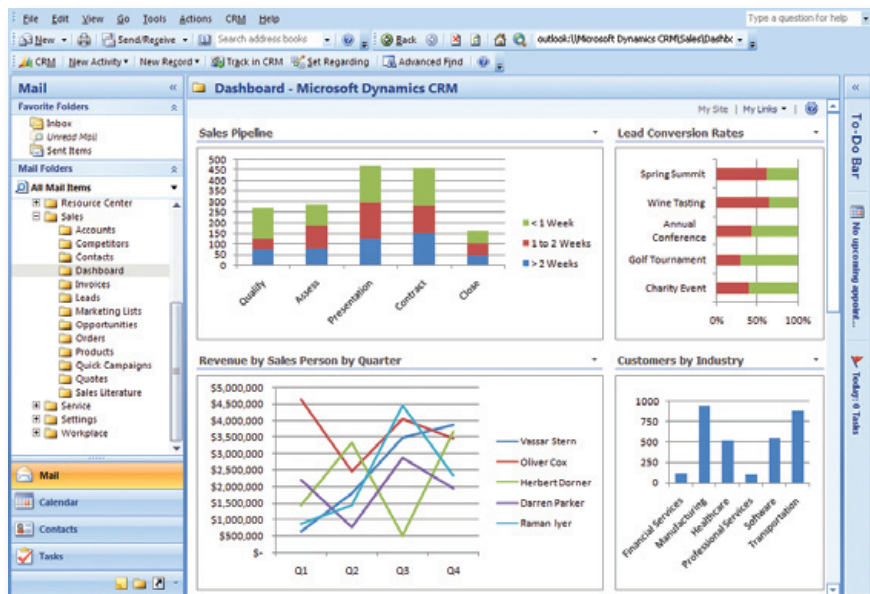 File Edit View Go Tools Actions CRM Help
Type a question for help
New Send/Receive Search address books Back outlook:\\Microsoft Dynamics CRM\Sales\Dashbo
CRM New Activity New Record Track in CRM Set Regarding Advanced Find
Mail
Favorite Folders
Inbox
Unread Mail
Sent Items
Mail Folders
All Mail Items
Resource Center
Sales
Accounts
Competitors
Contacts
Dashboard
Invoices
Leads
Marketing Lists
Opportunities
Orders
Products
Quick Campaigns
Quotes
Sales Literature
Service
Settings
Workplace
Mail
Calendar
Contacts
Tasks
Dashboard - Microsoft Dynamics CRM
My Site | My Links
Sales Pipeline
500
450
400
350
300
250
200
150
100
50
0
Qualify
Assess
Presentation
Contract
Close
< 1 Week
1 to 2 Weeks
> 2 Weeks
Lead Conversion Rates
Spring Summit
Wine Tasting
Annual
Conference
Golf Tournament
Charity Event
0% 50% 100%
Revenue by Sales Person by Quarter
$5,000,000
$4,500,000
$4,000,000
$3,500,000
$3,000,000
$2,500,000
$2,000,000
$1,500,000
$1,000,000
$500,000
$-
Q1 Q2 Q3 Q4
Vassar Stern
Oliver Cox
Herbert Dorner
Darren Parker
Raman Iyer
Customers by Industry
1000
750
500
250
0
Financial Services
Manufacturing
Healthcare
Professional Services
Software
Transportation
To-Do Bar
No upcoming appoint...
Today: 0 Tasks